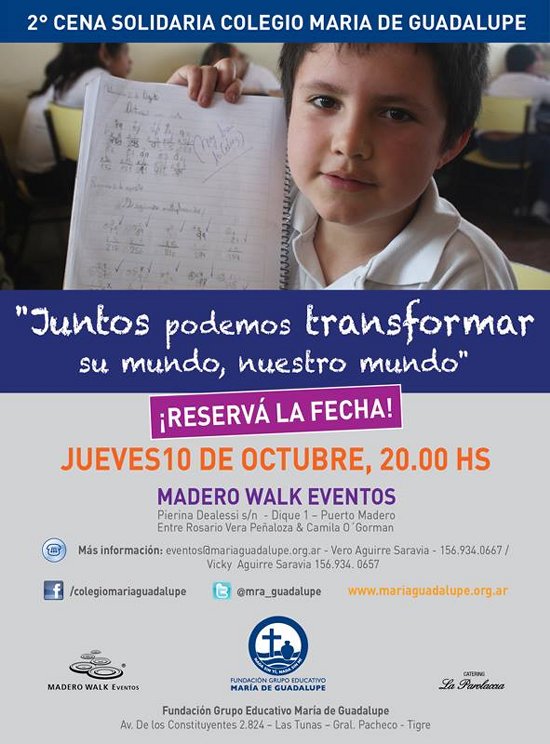 2° CENA SOLIDARIA COLEGIO MARIA DE GUADALUPE
"Juntos podemos transformar
su mundo, nuestro mundo"
¡RESERVÁ LA FECHA!
JUEVES10 DE OCTUBRE, 20.00 HS
MADERO WALK EVENTOS
Pierina Dealessi s/n - Dique 1 – Puerto Madero
Entre Rosario Vera Peñaloza & Camila O´Gorman
Más información: eventos@mariaguadalupe.org.ar - Vero Aguirre Saravia - 156.934.0667 /
Vicky Aguirre Saravia 156.934. 0657
/colegiomariaguadalupe
@mra_guadalupe
www.mariaguadalupe.org.ar
FUNDACIÓN GRUPO EDUCATIVO
MARÍA DE GUADALUPE
MADERO WALK EVENTOS
CATERING
La Parolaccia
Fundación Grupo Educativo María de Guadalupe
Av. De los Constituyentes 2.824 – Las Tunas – Gral. Pacheco - Tigre